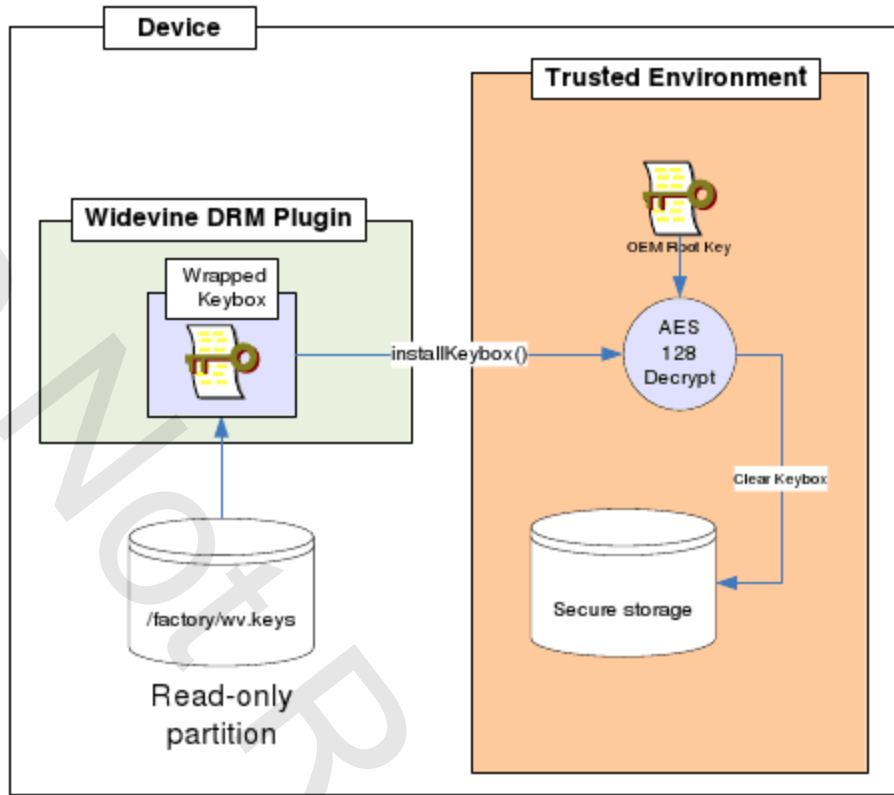 Device
Trusted Environment
OEM Root Key
Widevine DRM Plugin
Wrapped
Keybox
installKeybox()
AES
128
Decrypt
Clear Keybox
/factory/wv.keys
Secure storage
Read-only
partition
Not R